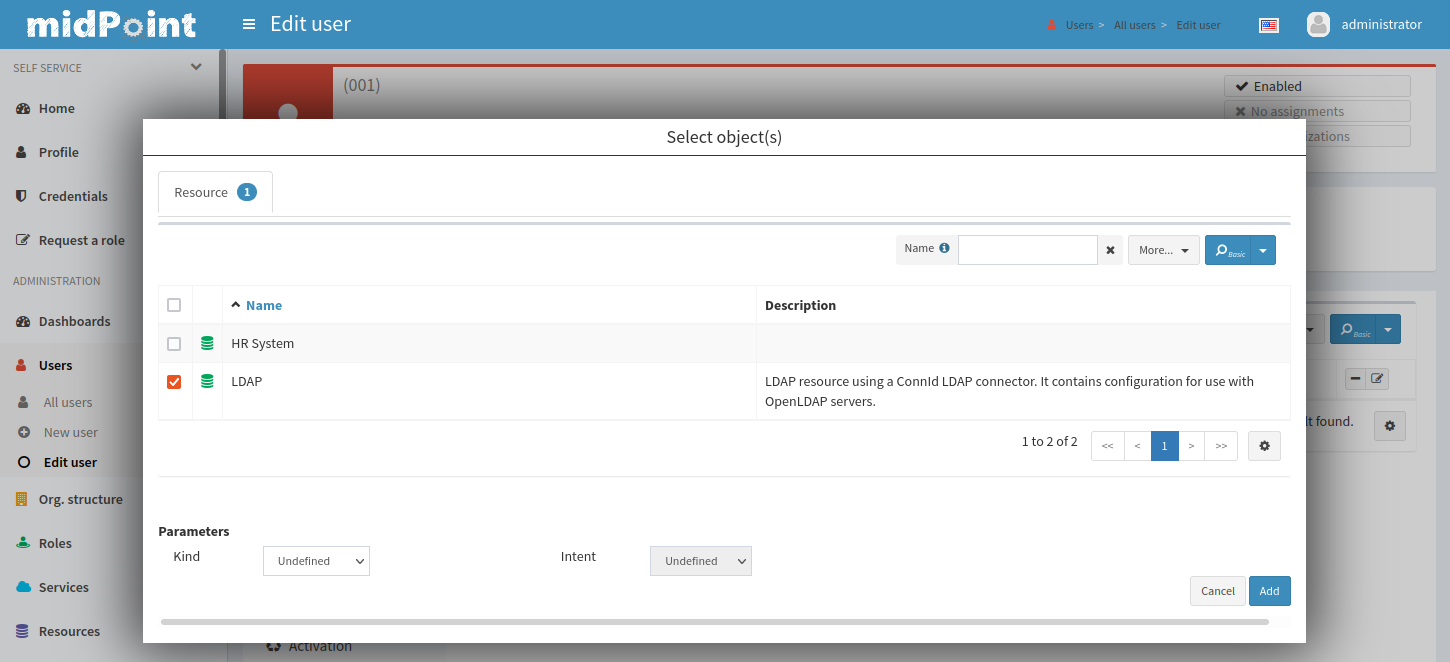 midPoint
Edit user
Users > All users > Edit user
administrator
SELF SERVICE
Home
Profile
Credentials
Request a role
ADMINISTRATION
Dashboards
Users
All users
New user
Edit user
Org. structure
Roles
Services
Resources
(001)
Enabled
No assignments
zations
Select object(s)
Resource 1
Name
More...
Basic
Name Description
HR System
LDAP LDAP resource using a ConnId LDAP connector. It contains configuration for use with
OpenLDAP servers.
1 to 2 of 2 << < 1 > >>
Parameters
Kind Undefined Intent Undefined
Cancel Add
Basic
lt found.
Activation